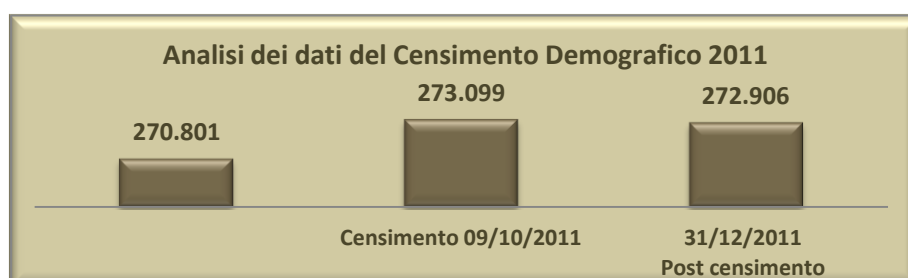 Analisi dei dati del Censimento Demografico 2011
270.801
273.099
272.906
Censimento 09/10/2011
31/12/2011
Post censimento